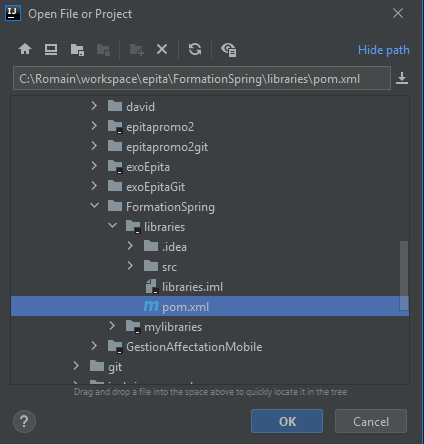 IJ Open File or Project
Hide path
C:\Romain\workspace\epita\FormationSpring\libraries\pom.xml
david
epitapromo2
epitapromo2git
exoEpita
exoEpitaGit
FormationSpring
libraries
.idea
src
libraries.iml
m pom.xml
mylibraries
GestionAffectationMobile
git
Drag and drop a file into the space above to quickly locate it in the tree
? OK Cancel